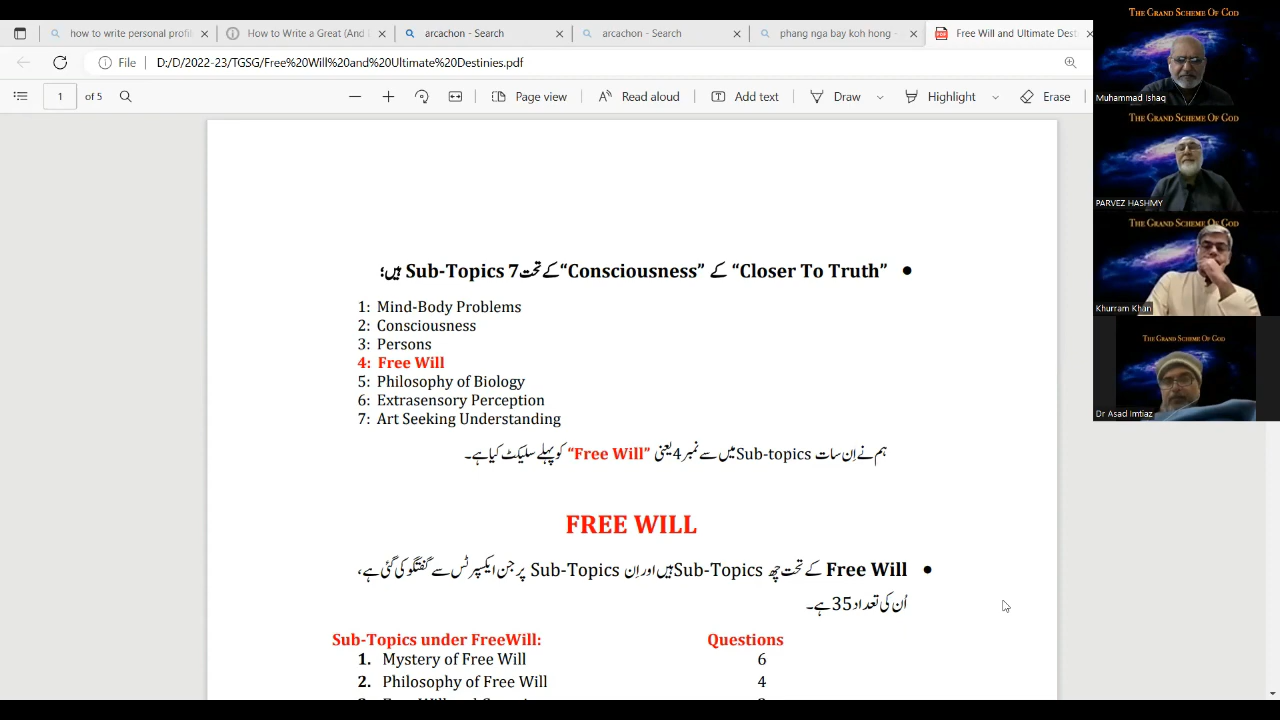 how to write personal profi
How to Write a Great (And
arcachon - Search
arcachon - Search
phang nga bay koh hong -
Free Will and Ultimate Dest
File
D:/D/2022-23/TGSG/Free%20Will%20and%20Ultimate%20Destinies.pdf
1 of 5
Page view
Read aloud
Add text
Draw
Highlight
Erase
• “Closer To Truth” کے “Consciousness” کے تحت 7 Sub-Topics ہیں؛
1: Mind-Body Problems
2: Consciousness
3: Persons
4: Free Will
5: Philosophy of Biology
6: Extrasensory Perception
7: Art Seeking Understanding
ہم نے اِن سات Sub-topics میں سے نمبر 4 یعنی “Free Will” کو پہلے سلیکٹ کیا ہے۔
FREE WILL
• Free Will کے تحت چھ Sub-Topics ہیں اور اِن Sub-Topics پر جن ایکسپرٹس سے گفتگو کی گئی ہے،
اُن کی تعداد 35 ہے۔
Sub-Topics under FreeWill: Questions
1. Mystery of Free Will 6
2. Philosophy of Free Will 4
THE GRAND SCHEME OF GOD
Muhammad Ishaq
THE GRAND SCHEME OF GOD
PARVEZ HASHMY
THE GRAND SCHEME OF GOD
Khurram Khan
THE GRAND SCHEME OF GOD
Dr Asad Imtiaz